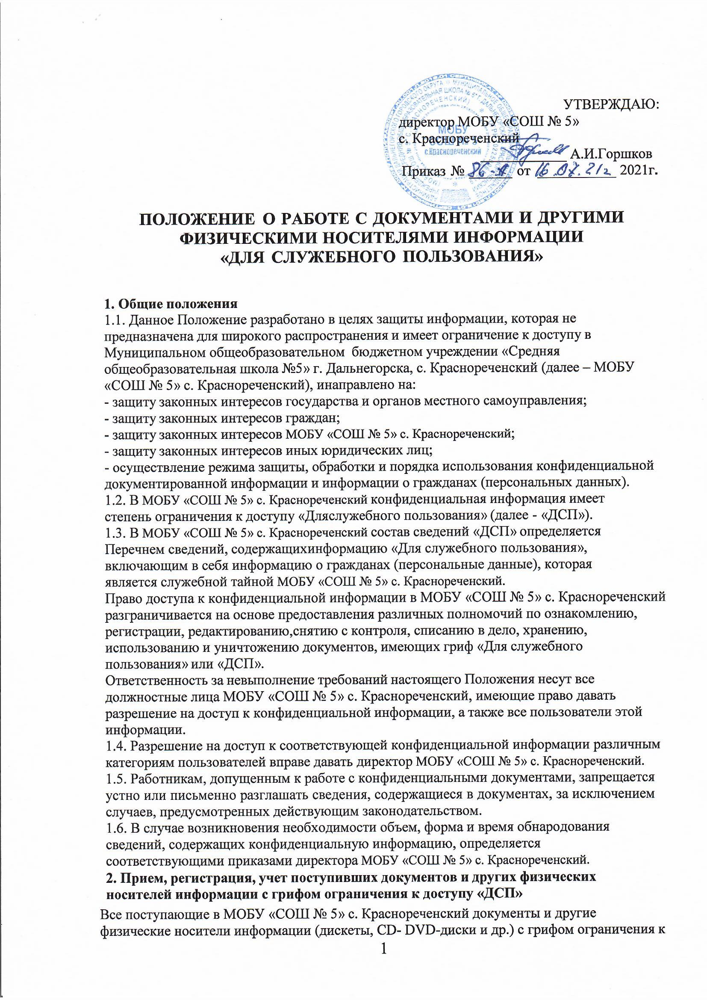 УТВЕРЖДАЮ:
директор МОБУ «СОШ № 5»
с. Краснореченский
А.И.Горшков
Приказ № 86-А от 16.07.21г 2021г.
МОБУ
СОШ № 5
с.Краснореченский
ПОЛОЖЕНИЕ О РАБОТЕ С ДОКУМЕНТАМИ И ДРУГИМИ
ФИЗИЧЕСКИМИ НОСИТЕЛЯМИ ИНФОРМАЦИИ
«ДЛЯ СЛУЖЕБНОГО ПОЛЬЗОВАНИЯ»
1. Общие положения
1.1. Данное Положение разработано в целях защиты информации, которая не
предназначена для широкого распространения и имеет ограничение к доступу в
Муниципальном общеобразовательном бюджетном учреждении «Средняя
общеобразовательная школа №5» г. Дальнегорска, с. Краснореченский (далее – МОБУ
«СОШ № 5» с. Краснореченский), инаправлено на:
- защиту законных интересов государства и органов местного самоуправления;
- защиту законных интересов граждан;
- защиту законных интересов МОБУ «СОШ № 5» с. Краснореченский;
- защиту законных интересов иных юридических лиц;
- осуществление режима защиты, обработки и порядка использования конфиденциальной
документированной информации и информации о гражданах (персональных данных).
1.2. В МОБУ «СОШ № 5» с. Краснореченский конфиденциальная информация имеет
степень ограничения к доступу «Дляслужебного пользования» (далее - «ДСП»).
1.3. В МОБУ «СОШ № 5» с. Краснореченский состав сведений «ДСП» определяется
Перечнем сведений, содержащихинформацию «Для служебного пользования»,
включающим в себя информацию о гражданах (персональные данные), которая
является служебной тайной МОБУ «СОШ № 5» с. Краснореченский.
Право доступа к конфиденциальной информации в МОБУ «СОШ № 5» с. Краснореченский
разграничивается на основе предоставления различных полномочий по ознакомлению,
регистрации, редактированию,снятию с контроля, списанию в дело, хранению,
использованию и уничтожению документов, имеющих гриф «Для служебного
пользования» или «ДСП».
Ответственность за невыполнение требований настоящего Положения несут все
должностные лица МОБУ «СОШ № 5» с. Краснореченский, имеющие право давать
разрешение на доступ к конфиденциальной информации, а также все пользователи этой
информации.
1.4. Разрешение на доступ к соответствующей конфиденциальной информации различным
категориям пользователей вправе давать директор МОБУ «СОШ № 5» с. Краснореченский.
1.5. Работникам, допущенным к работе с конфиденциальными документами, запрещается
устно или письменно разглашать сведения, содержащиеся в документах, за исключением
случаев, предусмотренных действующим законодательством.
1.6. В случае возникновения необходимости объем, форма и время обнародования
сведений, содержащих конфиденциальную информацию, определяется
соответствующими приказами директора МОБУ «СОШ № 5» с. Краснореченский.
2. Прием, регистрация, учет поступивших документов и других физических
носителей информации с грифом ограничения к доступу «ДСП»
Все поступающие в МОБУ «СОШ № 5» с. Краснореченский документы и другие
физические носители информации (дискеты, CD- DVD-диски и др.) с грифом ограничения к
1